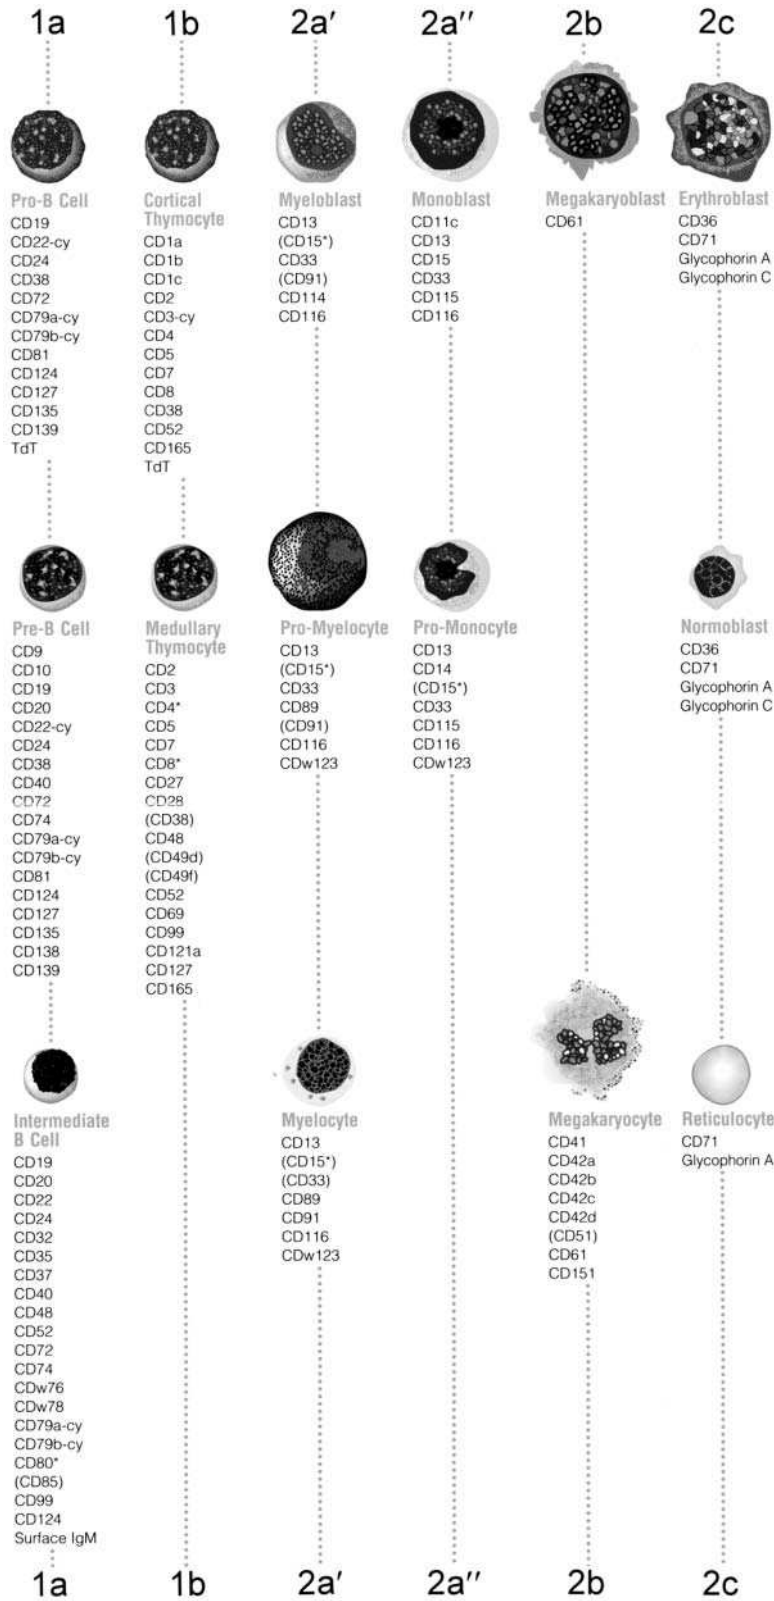 1a
1b
2a′
2a″
2b
2c
Pro-B Cell
CD19
CD22-cy
CD24
CD38
CD72
CD79a-cy
CD79b-cy
CD81
CD124
CD127
CD135
CD139
TdT
Cortical
Thymocyte
CD1a
CD1b
CD1c
CD2
CD3-cy
CD4
CD5
CD7
CD8
CD38
CD52
CD165
TdT
Myeloblast
CD13
(CD15*)
CD33
(CD91)
CD114
CD116
Monoblast
CD11c
CD13
CD15
CD33
CD115
CD116
Megakaryoblast
CD61
Erythroblast
CD36
CD71
Glycophorin A
Glycophorin C
Pre-B Cell
CD9
CD10
CD19
CD20
CD22-cy
CD24
CD38
CD40
CD72
CD74
CD79a-cy
CD79b-cy
CD81
CD124
CD127
CD135
CD138
CD139
Medullary
Thymocyte
CD2
CD3
CD4*
CD5
CD7
CD8*
CD27
CD28
(CD38)
CD48
(CD49d)
(CD49f)
CD52
CD69
CD99
CD121a
CD127
CD165
Pro-Myelocyte
CD13
(CD15*)
CD33
CD89
(CD91)
CD116
CDw123
Pro-Monocyte
CD13
CD14
(CD15*)
CD33
CD115
CD116
CDw123
Normoblast
CD36
CD71
Glycophorin A
Glycophorin C
Intermediate
B Cell
CD19
CD20
CD22
CD24
CD32
CD35
CD37
CD40
CD48
CD52
CD72
CD74
CDw76
CDw78
CD79a-cy
CD79b-cy
CD80*
(CD85)
CD99
CD124
Surface IgM
Myelocyte
CD13
(CD15*)
(CD33)
CD89
CD91
CD116
CDw123
Megakaryocyte
CD41
CD42a
CD42b
CD42c
CD42d
(CD51)
CD61
CD151
Reticulocyte
CD71
Glycophorin A
1a
1b
2a′
2a″
2b
2c